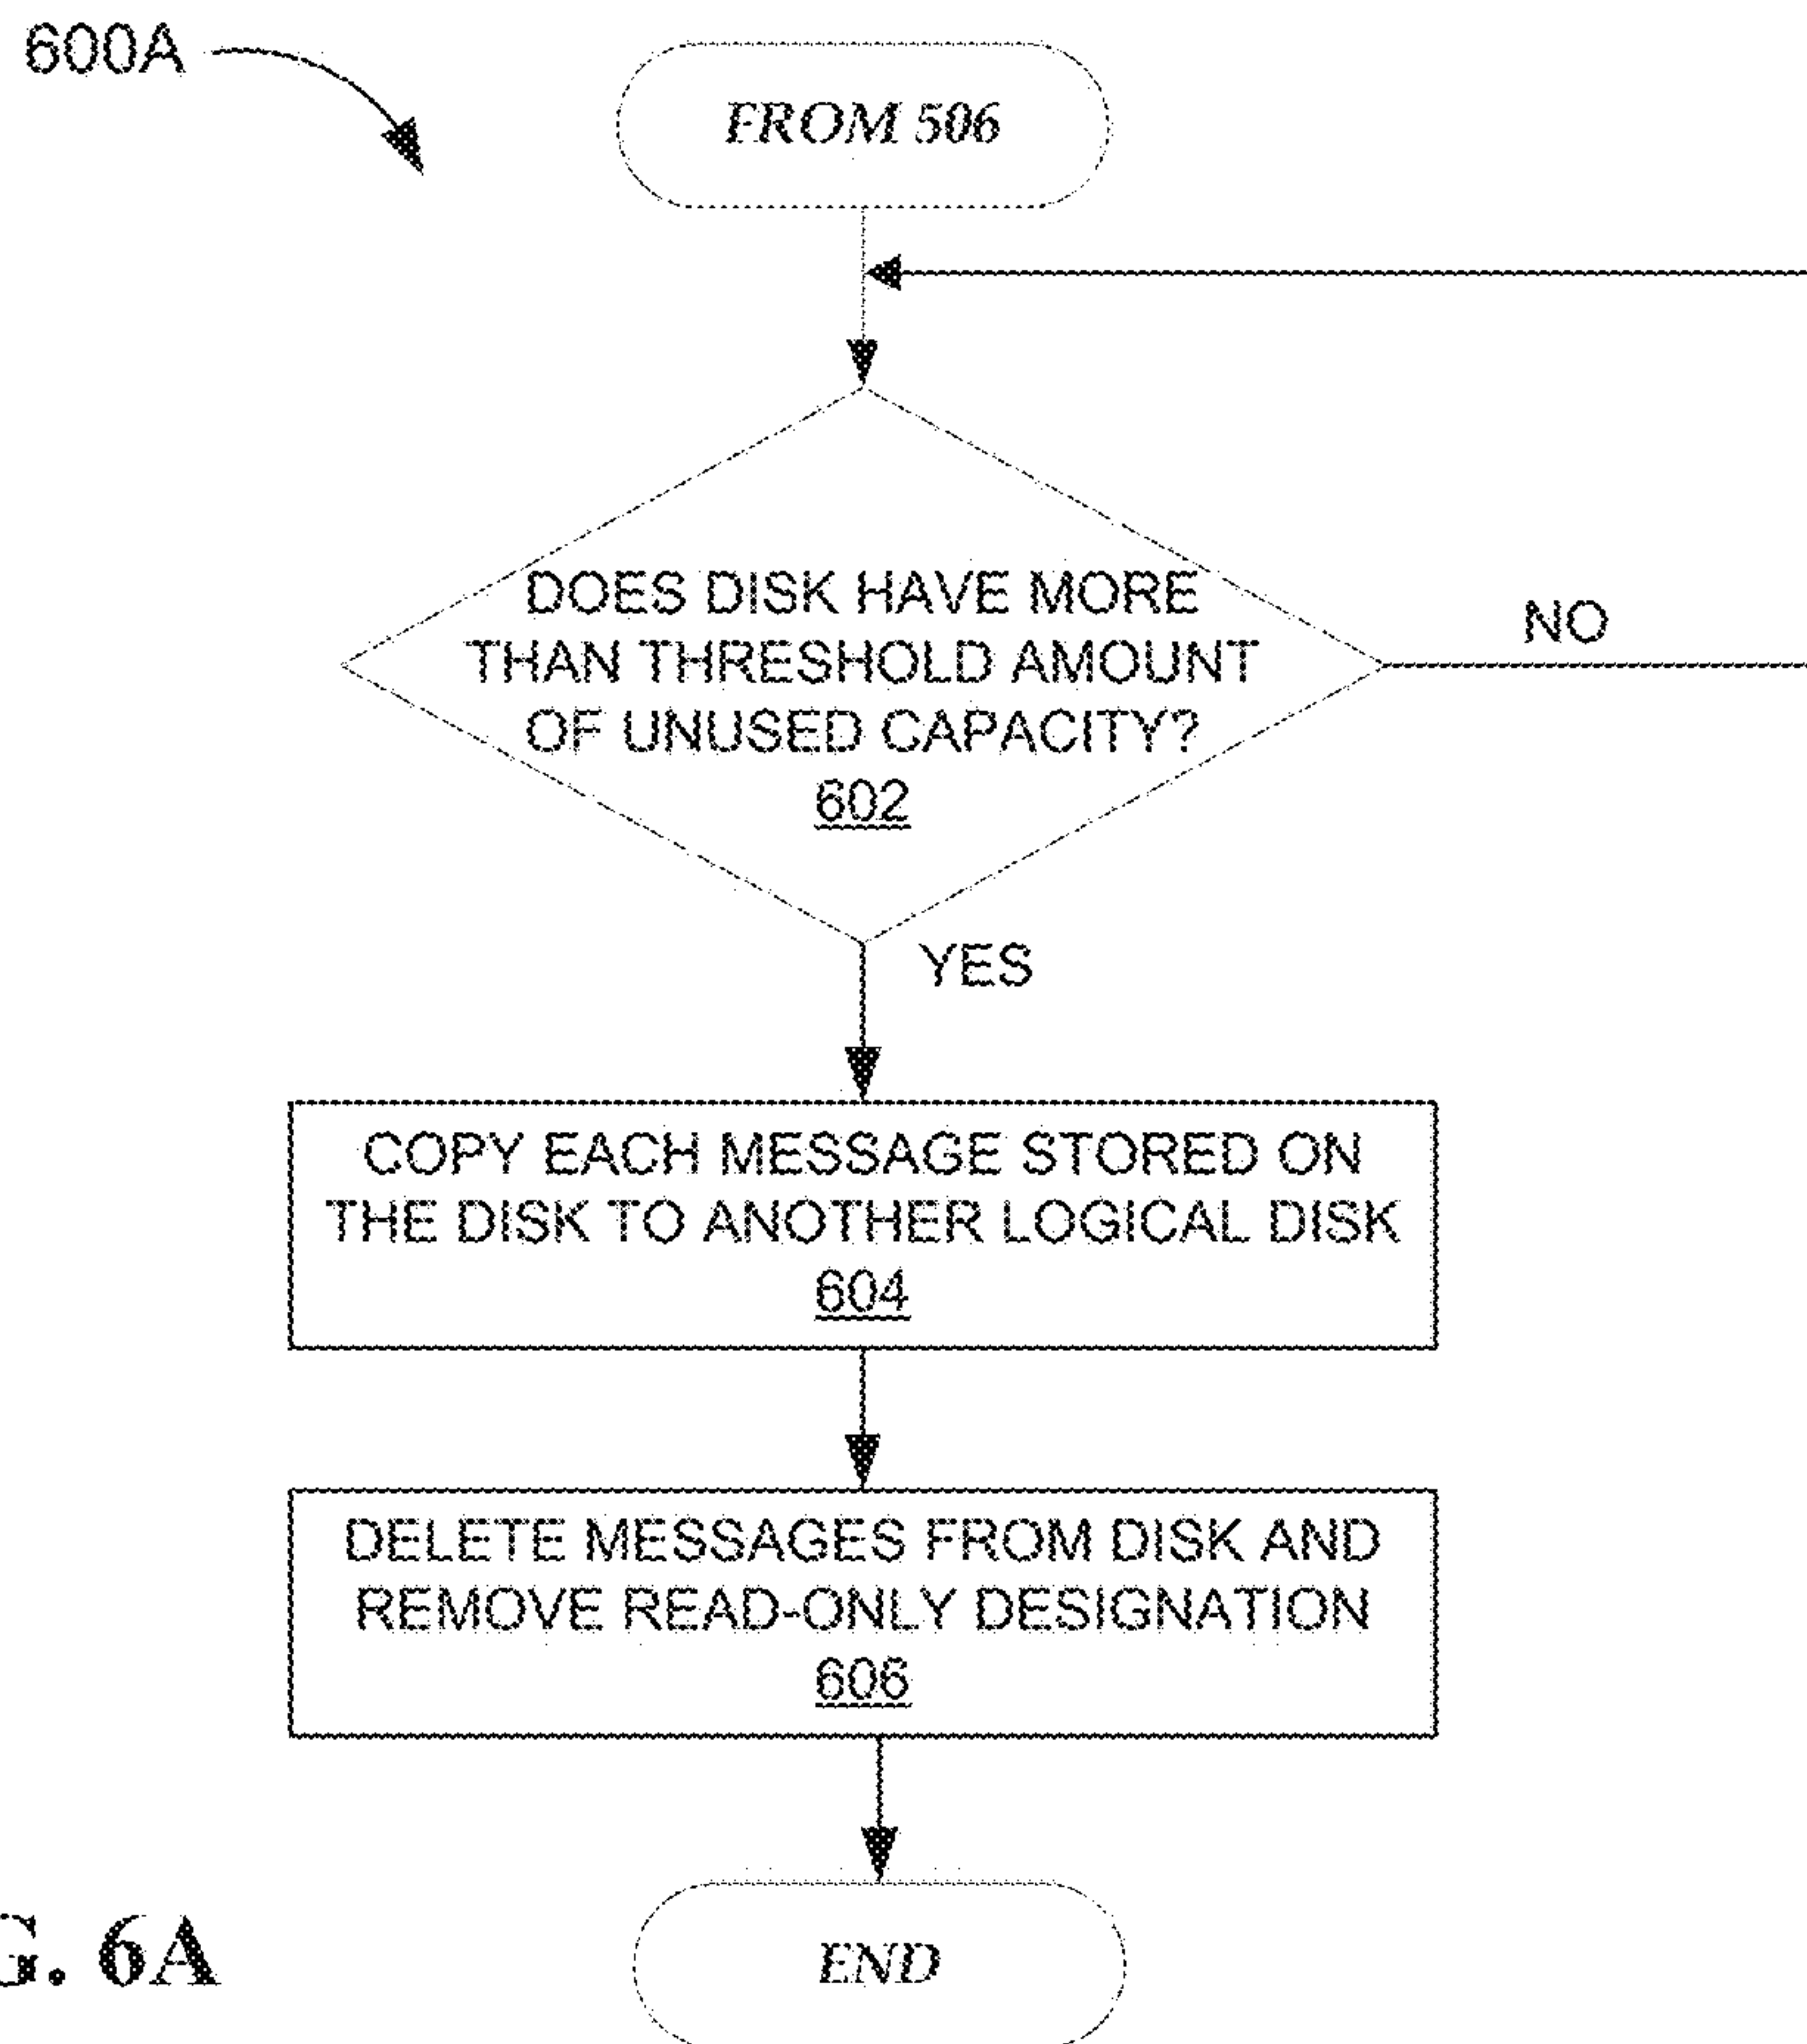 600A
FROM 506
DOES DISK HAVE MORE
THAN THRESHOLD AMOUNT
OF UNUSED CAPACITY?
602
NO
YES
COPY EACH MESSAGE STORED ON
THE DISK TO ANOTHER LOGICAL DISK
604
DELETE MESSAGES FROM DISK AND
REMOVE READ-ONLY DESIGNATION
606
END
G. 6A